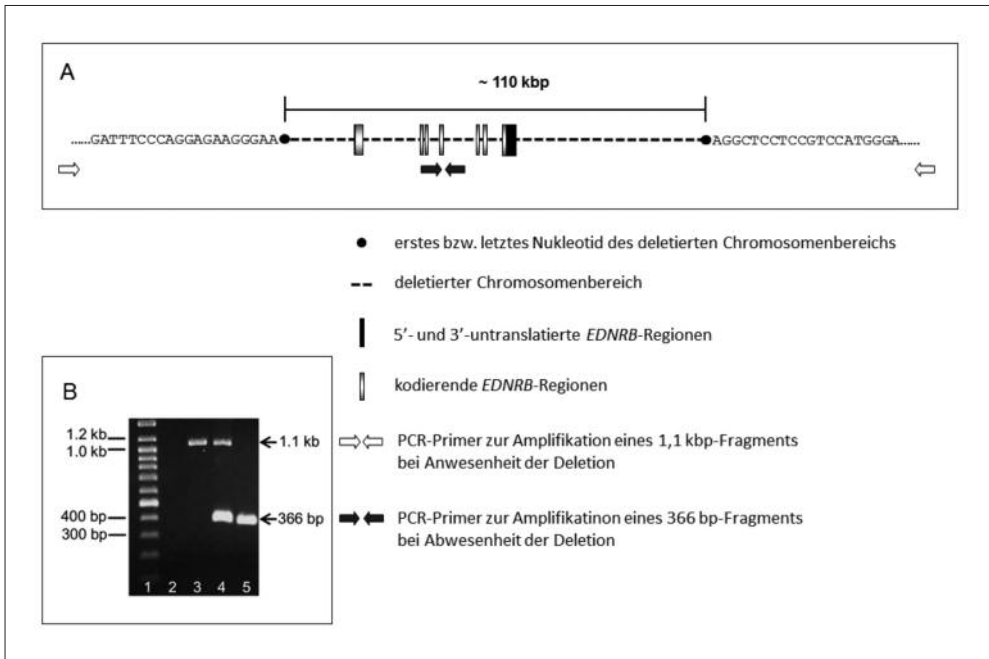 A
~ 110 kbp
......GATTTCCCAGGAGAAGGGAA
AGGCTCCTCCGTCCATGGGA......
erstes bzw. letztes Nukleotid des deletierten Chromosomenbereichs
deletierter Chromosomenbereich
5’- und 3’-untranslatierte EDNRB-Regionen
kodierende EDNRB-Regionen
PCR-Primer zur Amplifikation eines 1,1 kbp-Fragments
bei Anwesenheit der Deletion
PCR-Primer zur Amplifikatinon eines 366 bp-Fragments
bei Abwesenheit der Deletion
B
1.2 kb
1.0 kb
400 bp
300 bp
1.1 kb
366 bp
1 2 3 4 5